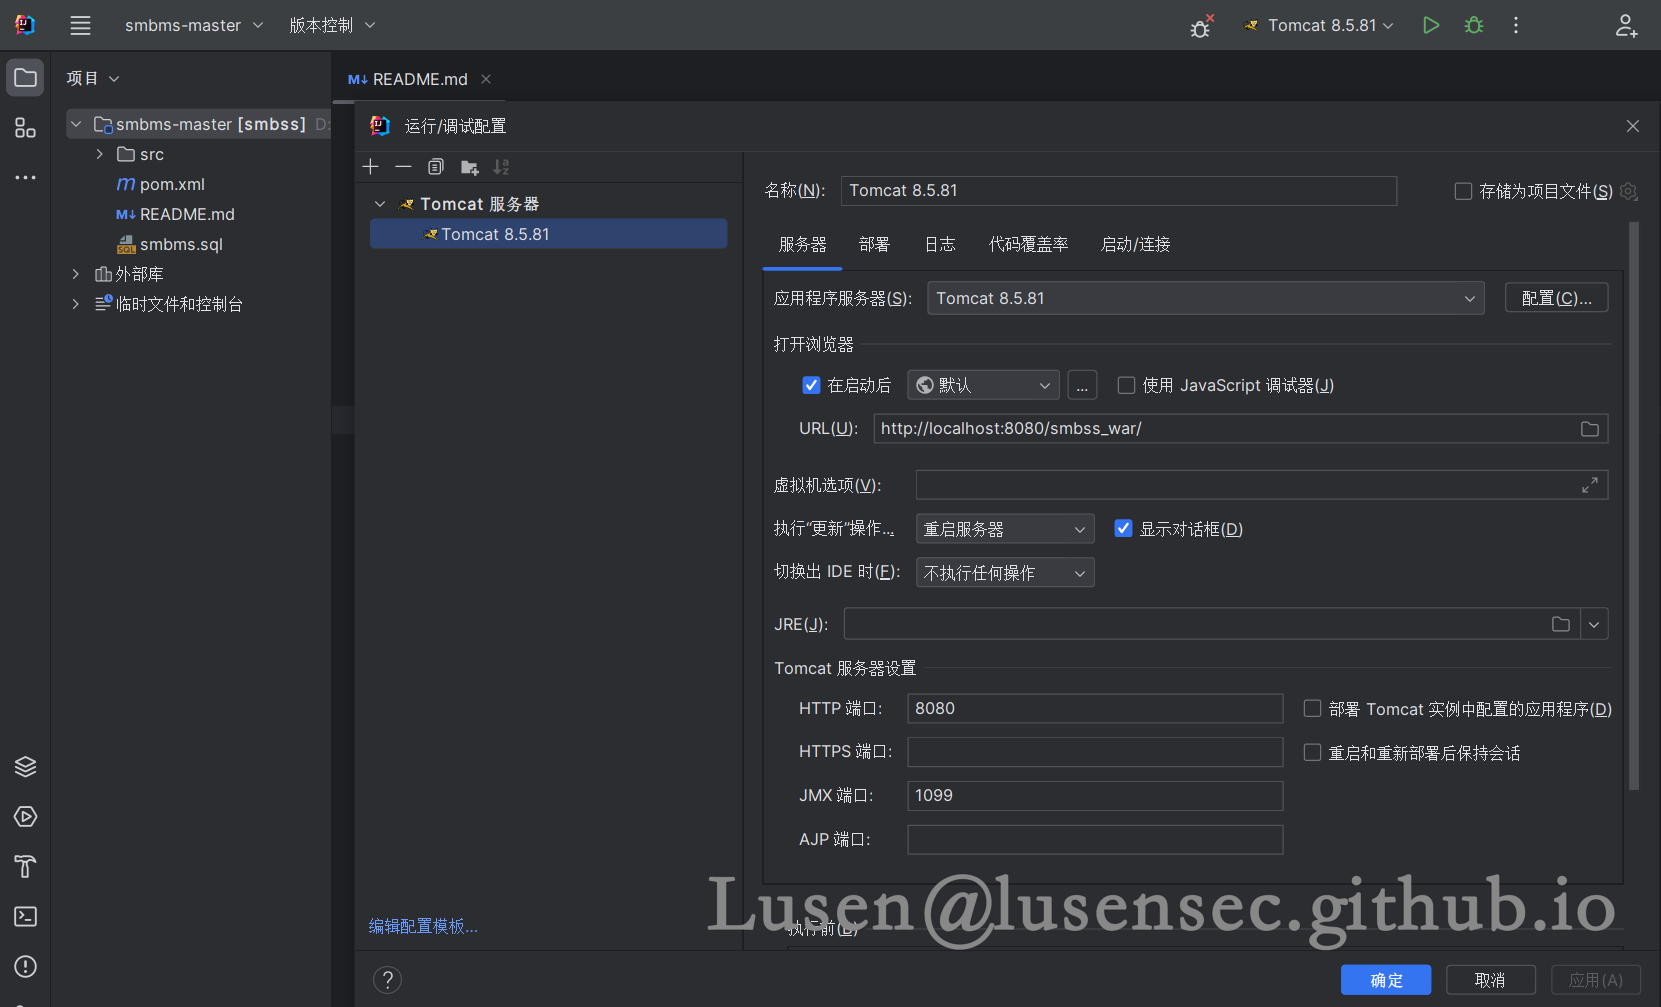 smbms-master
版本控制
Tomcat 8.5.81
项目
M↓ README.md
smbms-master [smbss] D:
src
m pom.xml
M↓ README.md
SQL smbms.sql
外部库
临时文件和控制台
运行/调试配置
Tomcat 服务器
Tomcat 8.5.81
编辑配置模板...
名称(N):
Tomcat 8.5.81
存储为项目文件(S)
服务器 部署 日志 代码覆盖率 启动/连接
应用程序服务器(S): Tomcat 8.5.81 配置(C)...
打开浏览器
在启动后 默认 ... 使用 JavaScript 调试器(J)
URL(U): http://localhost:8080/smbss_war/
虚拟机选项(V):
执行“更新”操作... 重启服务器 显示对话框(D)
切换出 IDE 时(F): 不执行任何操作
JRE(J):
Tomcat 服务器设置
HTTP 端口: 8080 部署 Tomcat 实例中配置的应用程序(D)
HTTPS 端口: 重启和重新部署后保持会话
JMX 端口: 1099
AJP 端口:
Lusen@lusensec.github.io
执行前(B)
?
确定 取消 应用(A)